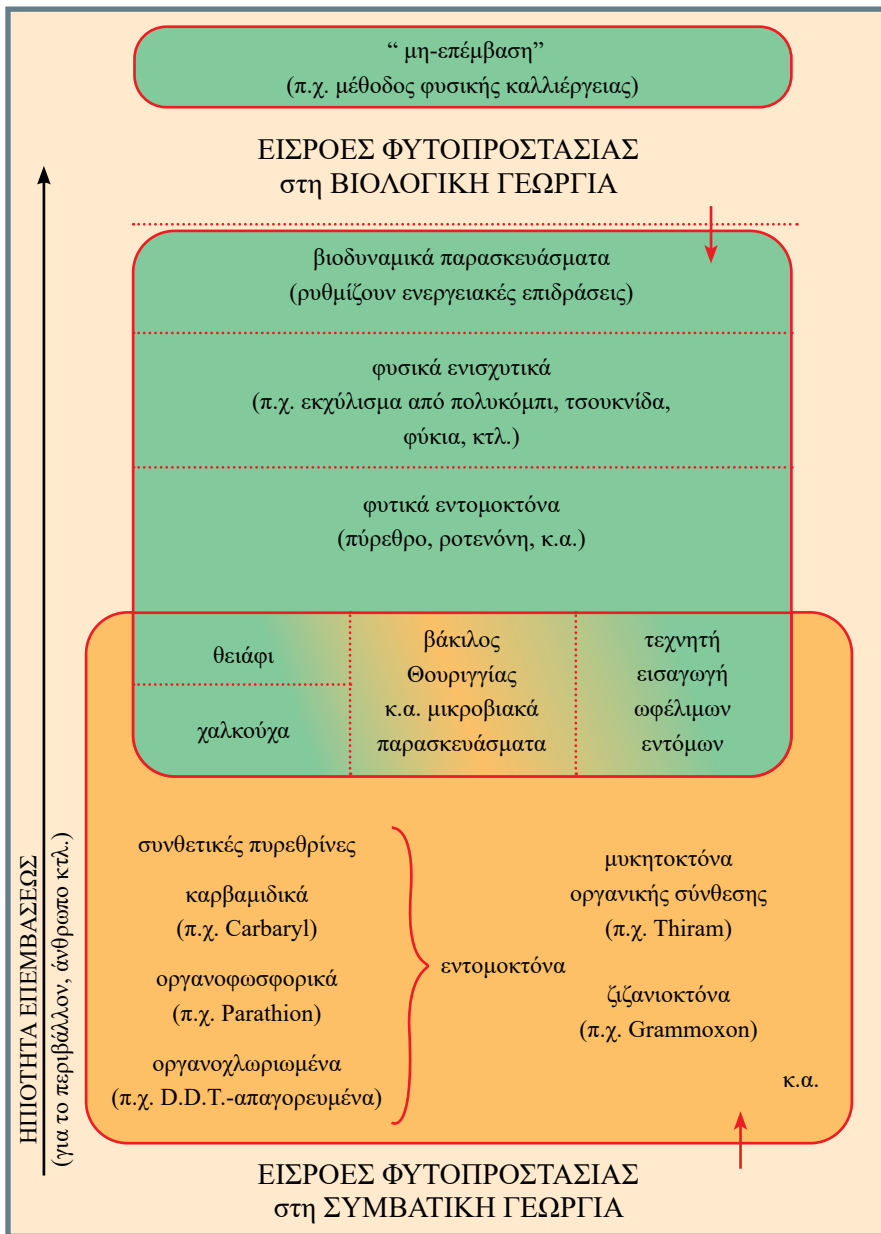 “ μη-επέμβαση”
(π.χ. μέθοδος φυσικής καλλιέργειας)
ΕΙΣΡΟΕΣ ΦΥΤΟΠΡΟΣΤΑΣΙΑΣ
στη ΒΙΟΛΟΓΙΚΗ ΓΕΩΡΓΙΑ
βιοδυναμικά παρασκευάσματα
(ρυθμίζουν ενεργειακές επιδράσεις)
φυσικά ενισχυτικά
(π.χ. εκχύλισμα από πολυκόμπι, τσουκνίδα,
φύκια, κτλ.)
φυτικά εντομοκτόνα
(πύρεθρο, ροτενόνη, κ.α.)
θειάφι
χαλκούχα
βάκιλος
Θουριγγίας
κ.α. μικροβιακά
παρασκευάσματα
τεχνητή
εισαγωγή
ωφέλιμων
εντόμων
συνθετικές πυρεθρίνες
καρβαμιδικά
(π.χ. Carbaryl)
οργανοφωσφορικά
(π.χ. Parathion)
οργανοχλωριωμένα
(π.χ. D.D.T.-απαγορευμένα)
εντομοκτόνα
μυκητοκτόνα
οργανικής σύνθεσης
(π.χ. Thiram)
ζιζανιοκτόνα
(π.χ. Grammoxon)
κ.α.
ΕΙΣΡΟΕΣ ΦΥΤΟΠΡΟΣΤΑΣΙΑΣ
στη ΣΥΜΒΑΤΙΚΗ ΓΕΩΡΓΙΑ
ΗΠΙΟΤΗΤΑ ΕΠΕΜΒΑΣΕΩΣ
(για το περιβάλλον, άνθρωπο κτλ.)